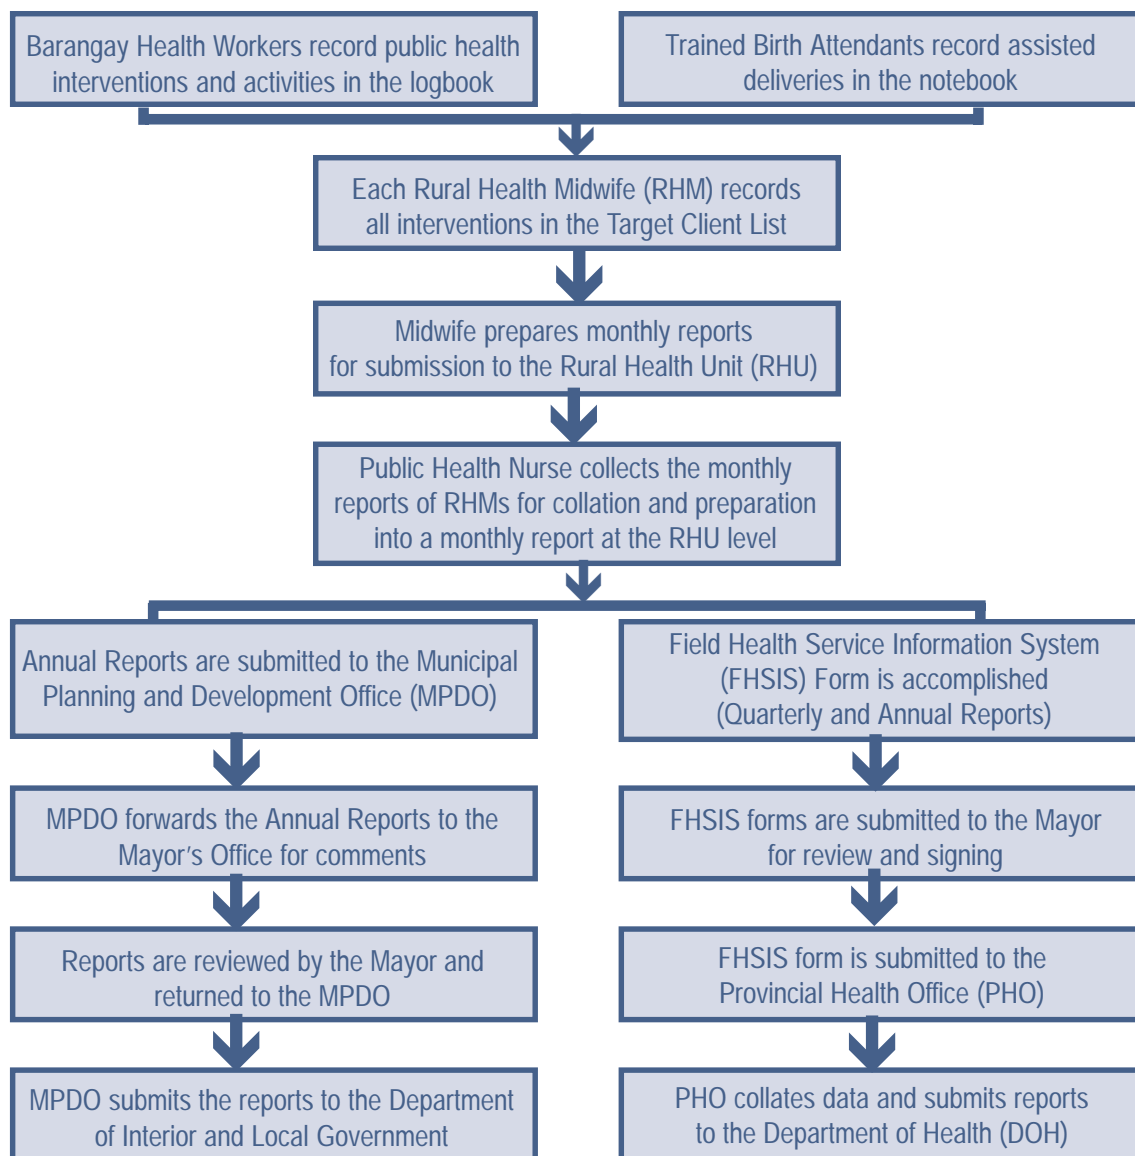 Barangay Health Workers record public health
interventions and activities in the logbook
Trained Birth Attendants record assisted
deliveries in the notebook
Each Rural Health Midwife (RHM) records
all interventions in the Target Client List
Midwife prepares monthly reports
for submission to the Rural Health Unit (RHU)
Public Health Nurse collects the monthly
reports of RHMs for collation and preparation
into a monthly report at the RHU level
Annual Reports are submitted to the Municipal
Planning and Development Office (MPDO)
MPDO forwards the Annual Reports to the
Mayor's Office for comments
Reports are reviewed by the Mayor and
returned to the MPDO
MPDO submits the reports to the Department
of Interior and Local Government
Field Health Service Information System
(FHSIS) Form is accomplished
(Quarterly and Annual Reports)
FHSIS forms are submitted to the Mayor
for review and signing
FHSIS form is submitted to the
Provincial Health Office (PHO)
PHO collates data and submits reports
to the Department of Health (DOH)